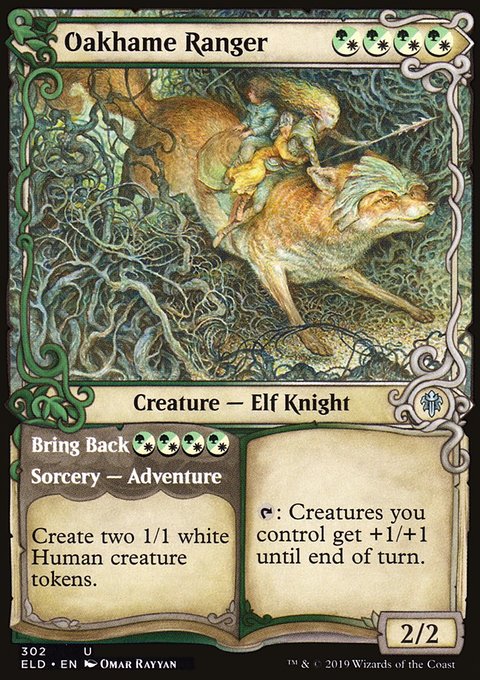 Oakhame Ranger
Creature — Elf Knight
Bring Back
Sorcery — Adventure
Create two 1/1 white
Human creature
tokens.
: Creatures you
control get +1/+1
until end of turn.
2/2
302 U
ELD • EN Omar Rayyan
™ & © 2019 Wizards of the Coast